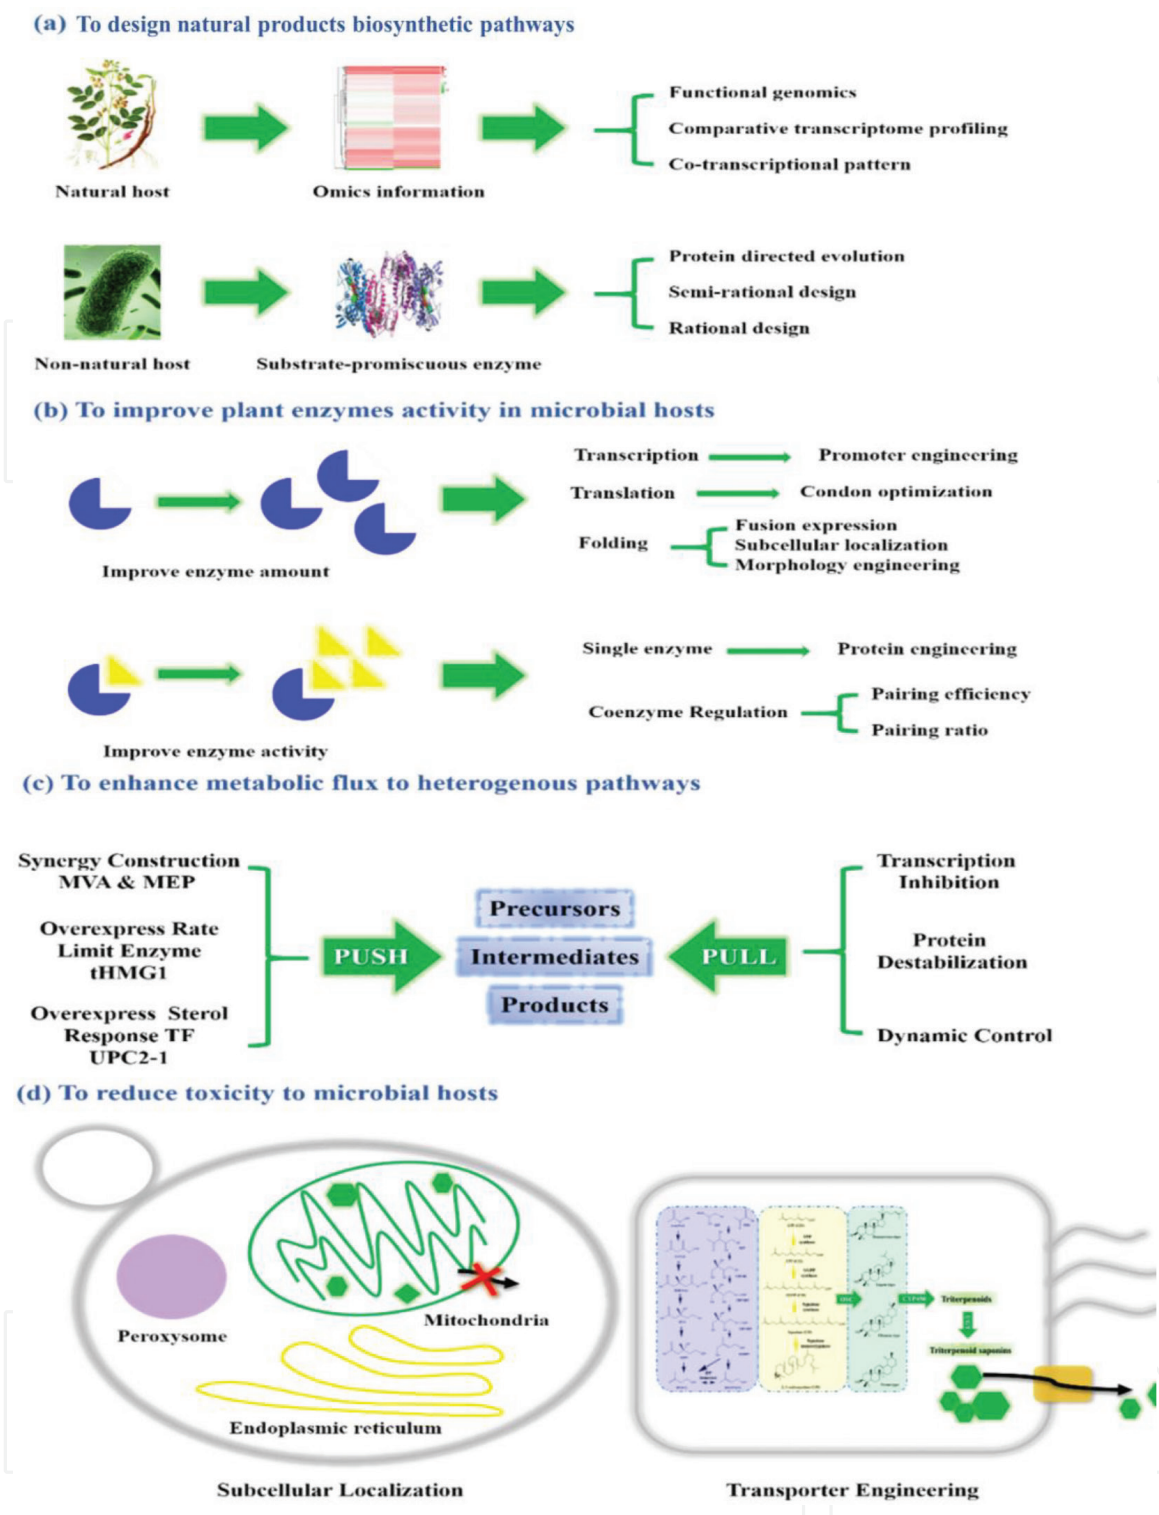 (a) To design natural products biosynthetic pathways
Natural host
Omics information
Functional genomics
Comparative transcriptome profiling
Co-transcriptional pattern
Non-natural host
Substrate-promiscuous enzyme
Protein directed evolution
Semi-rational design
Rational design
(b) To improve plant enzymes activity in microbial hosts
Improve enzyme amount
Transcription
Promoter engineering
Translation
Condon optimization
Folding
Fusion expression
Subcellular localization
Morphology engineering
Improve enzyme activity
Single enzyme
Protein engineering
Coenzyme Regulation
Pairing efficiency
Pairing ratio
(c) To enhance metabolic flux to heterogenous pathways
Synergy Construction
MVA & MEP
Overexpress Rate
Limit Enzyme
tHMG1
Overexpress Sterol
Response TF
UPC2-1
PUSH
Precursors
Intermediates
Products
PULL
Transcription
Inhibition
Protein
Destabilization
Dynamic Control
(d) To reduce toxicity to microbial hosts
Peroxysome
Mitochondria
Endoplasmic reticulum
Subcellular Localization
Triterpenoids
Triterpenoid saponins
Transporter Engineering